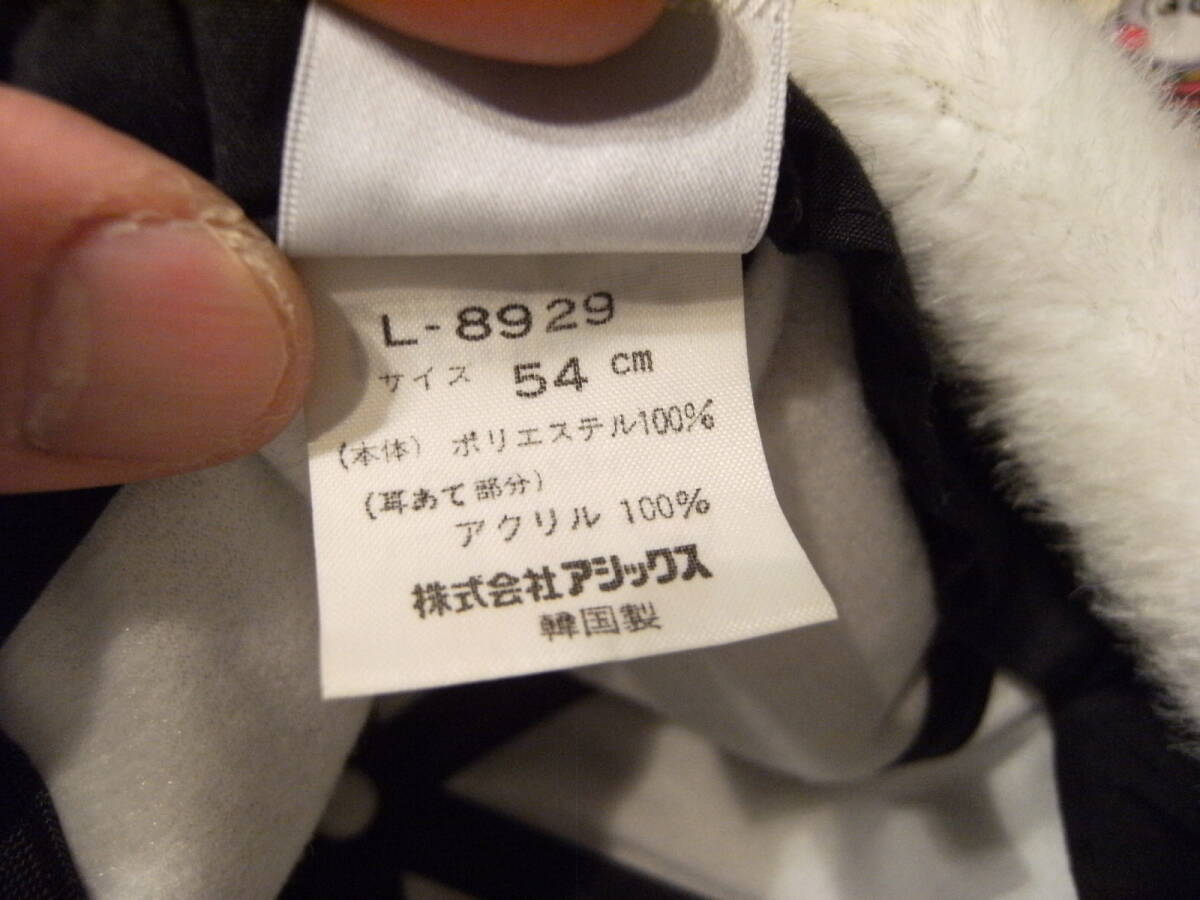 L-8929
サイズ 54 cm
(本体) ポリエステル100%
(耳あて部分)
アクリル 100%
株式会社アシックス
韓国製